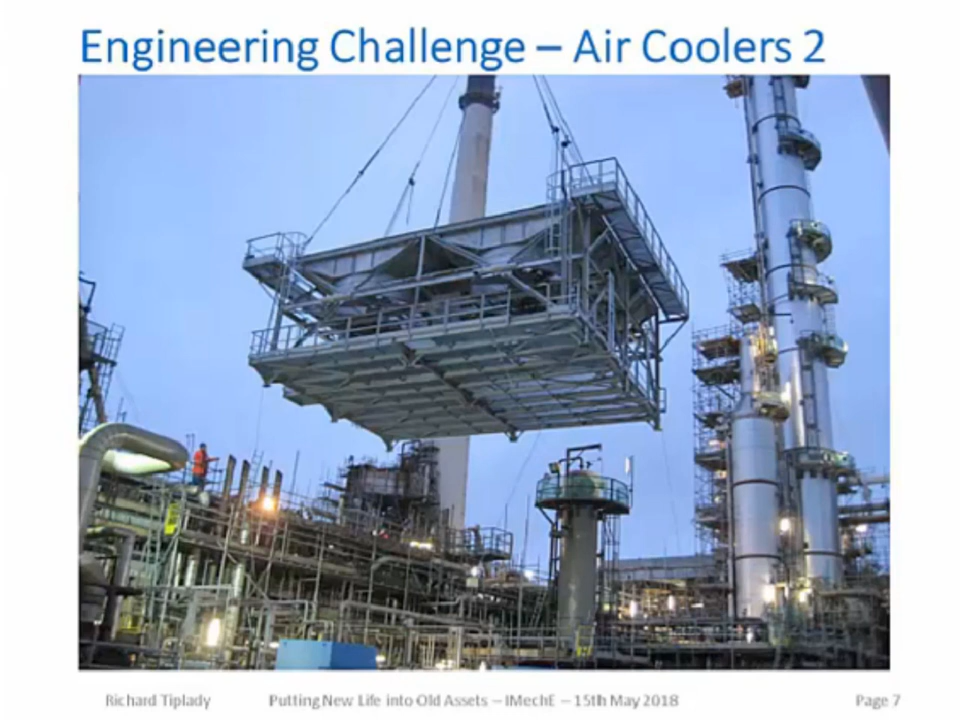 Engineering Challenge – Air Coolers 2
Richard Tiplady Putting New Life into Old Assets – IMechE – 15th May 2018 Page 7